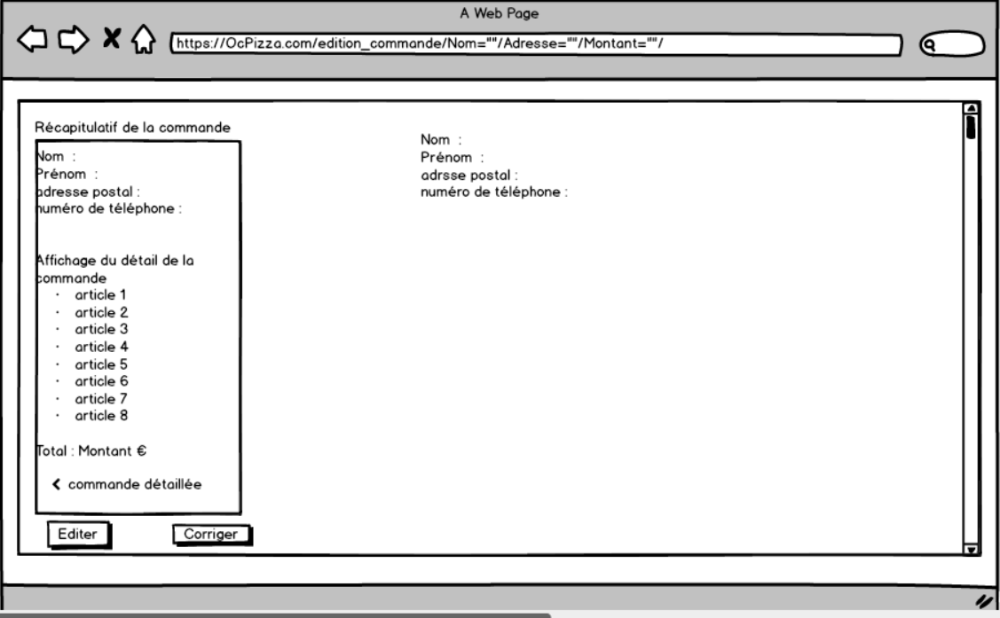 A Web Page
https://OcPizza.com/edition_commande/Nom=""/Adresse=""/Montant=""/
Récapitulatif de la commande
Nom :
Prénom :
adresse postal :
numéro de téléphone :
Affichage du détail de la
commande
· article 1
· article 2
· article 3
· article 4
· article 5
· article 6
· article 7
· article 8
Total : Montant €
commande détaillée
Editer
Corriger
Nom :
Prénom :
adrsse postal :
numéro de téléphone :